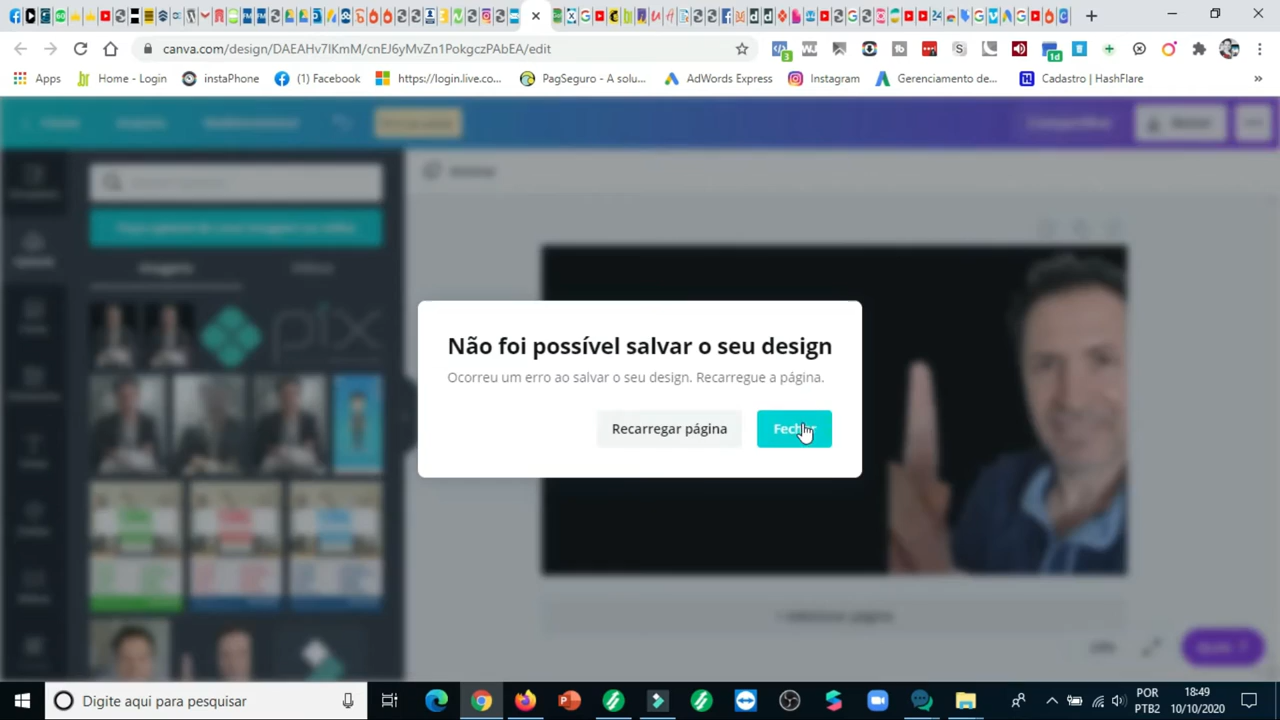 canva.com/design/DAEAHv7lKmM/cnEJ6yMvZn1PokgczPAbEA/edit
Apps
Home - Login
instaPhone
(1) Facebook
https://login.live.co...
PagSeguro - A solu...
AdWords Express
Instagram
Gerenciamento de...
Cadastro | HashFlare
»
pix
Não foi possível salvar o seu design
Ocorreu um erro ao salvar o seu design. Recarregue a página.
Recarregar página
Fechar
Digite aqui para pesquisar
POR
PTB2
18:49
10/10/2020